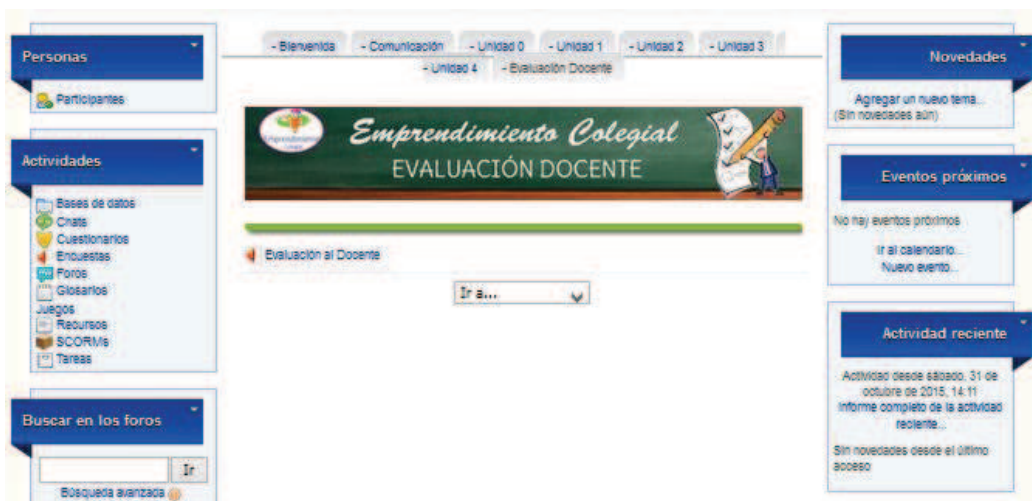 Personas
Participantes
Actividades
Bases de datos
Chats
Cuestionarios
Encuestas
Foros
Glosarios
Juegos
Recursos
SCORMs
Tareas
Buscar en los foros
Ir
Búsqueda avanzada
- Bienvenida - Comunicación - Unidad 0 - Unidad 1 - Unidad 2 - Unidad 3
- Unidad 4 - Evaluación Docente
Emprendimiento Colegial
EVALUACIÓN DOCENTE
Evaluación al Docente
Ir a...
Novedades
Agregar un nuevo tema...
(Sin novedades aún)
Eventos próximos
No hay eventos próximos
Ir al calendario...
Nuevo evento...
Actividad reciente
Actividad desde sábado, 31 de
octubre de 2015, 14:11
Informe completo de la actividad
reciente...
Sin novedades desde el último
acceso